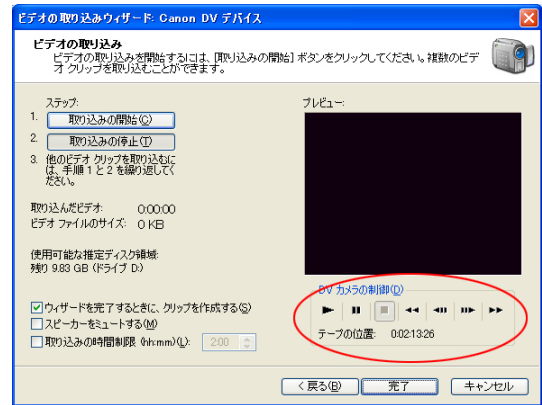 ビデオの取り込みウィザード: Canon DV デバイス
ビデオの取り込み
ビデオの取り込みを開始するには、[取り込みの開始] ボタンをクリックしてください。複数のビデ
オ クリップを取り込むことができます。
ステップ:
1. 取り込みの開始(C)
2. 取り込みの停止(T)
3. 他のビデオ クリップを取り込むに
は、手順 1 と 2 を繰り返してく
ださい。
取り込んだビデオ: 0:00:00
ビデオ ファイルのサイズ: 0 KB
使用可能な推定ディスク領域:
残り 9.83 GB (ドライブ D:)
ウィザードを完了するときに、クリップを作成する(S)
スピーカーをミュートする(M)
取り込みの時間制限 (hh:mm)(L): 2:00
プレビュー:
DV カメラの制御(D)
テープの位置: 0:02:13:26
< 戻る(B)
完了
キャンセル